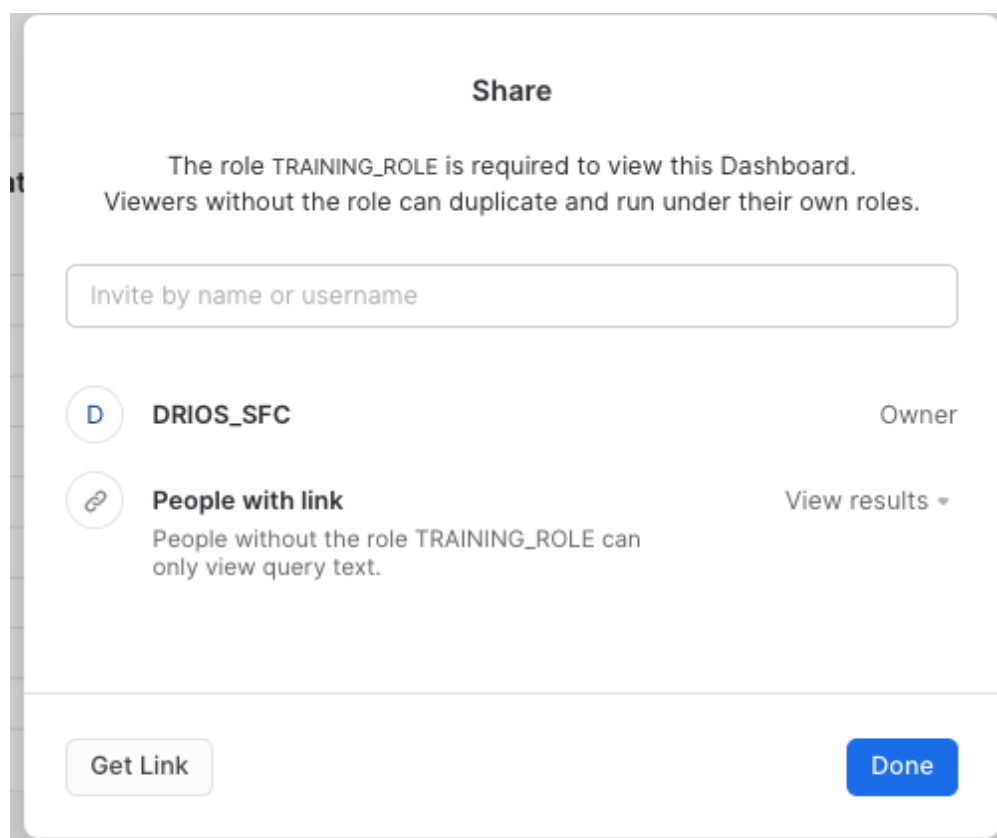 Share
The role TRAINING_ROLE is required to view this Dashboard.
Viewers without the role can duplicate and run under their own roles.
Invite by name or username
D DRIOS_SFC Owner
People with link View results
People without the role TRAINING_ROLE can
only view query text.
Get Link Done